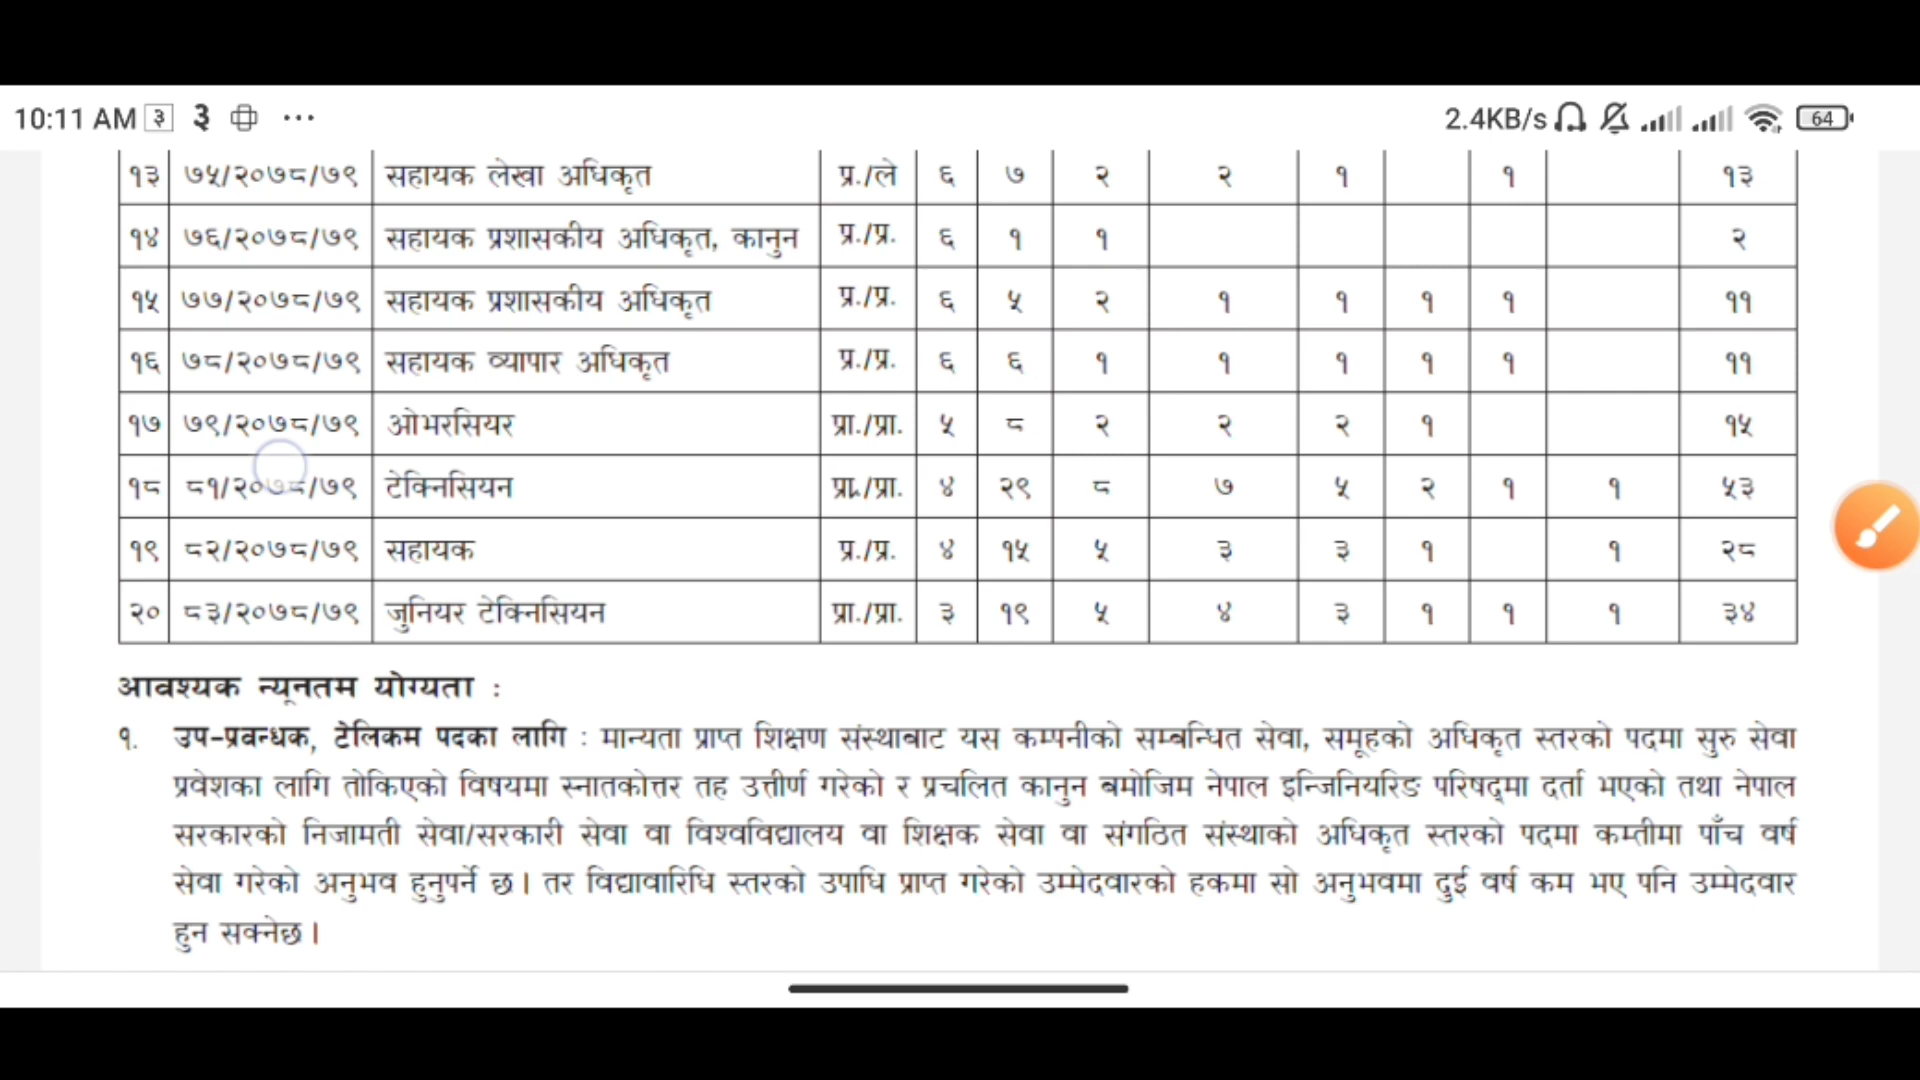 10:11 AM ३ ३ ... 2.4KB/s 64
१३ ७५/२०७८/७९ सहायक लेखा अधिकृत प्र./ले ६ ७ २ २ १ १ १३
१४ ७६/२०७८/७९ सहायक प्रशासकीय अधिकृत, कानुन प्र./प्र. ६ १ १ २
१५ ७७/२०७८/७९ सहायक प्रशासकीय अधिकृत प्र./प्र. ६ ५ २ १ १ १ १ ११
१६ ७८/२०७८/७९ सहायक व्यापार अधिकृत प्र./प्र. ६ ६ १ १ १ १ १ ११
१७ ७९/२०७८/७९ ओभरसियर प्रा./प्रा. ५ ८ २ २ २ १ १५
१८ ८१/२०७८/७९ टेक्निसियन प्रा./प्रा. ४ २९ ८ ७ ५ २ १ १ ५३
१९ ८२/२०७८/७९ सहायक प्र./प्र. ४ १५ ५ ३ ३ १ १ २८
२० ८३/२०७८/७९ जुनियर टेक्निसियन प्रा./प्रा. ३ १९ ५ ४ ३ १ १ १ ३४
आवश्यक न्यूनतम योग्यता :
१. उप-प्रबन्धक, टेलिकम पदका लागि : मान्यता प्राप्त शिक्षण संस्थाबाट यस कम्पनीको सम्बन्धित सेवा, समूहको अधिकृत स्तरको पदमा सुरु सेवा
प्रवेशका लागि तोकिएको विषयमा स्नातकोत्तर तह उत्तीर्ण गरेको र प्रचलित कानुन बमोजिम नेपाल इन्जिनियरिङ परिषद्मा दर्ता भएको तथा नेपाल
सरकारको निजामती सेवा/सरकारी सेवा वा विश्वविद्यालय वा शिक्षक सेवा वा संगठित संस्थाको अधिकृत स्तरको पदमा कम्तीमा पाँच वर्ष
सेवा गरेको अनुभव हुनुपर्ने छ। तर विद्यावारिधि स्तरको उपाधि प्राप्त गरेको उम्मेदवारको हकमा सो अनुभवमा दुई वर्ष कम भए पनि उम्मेदवार
हुन सक्नेछ।